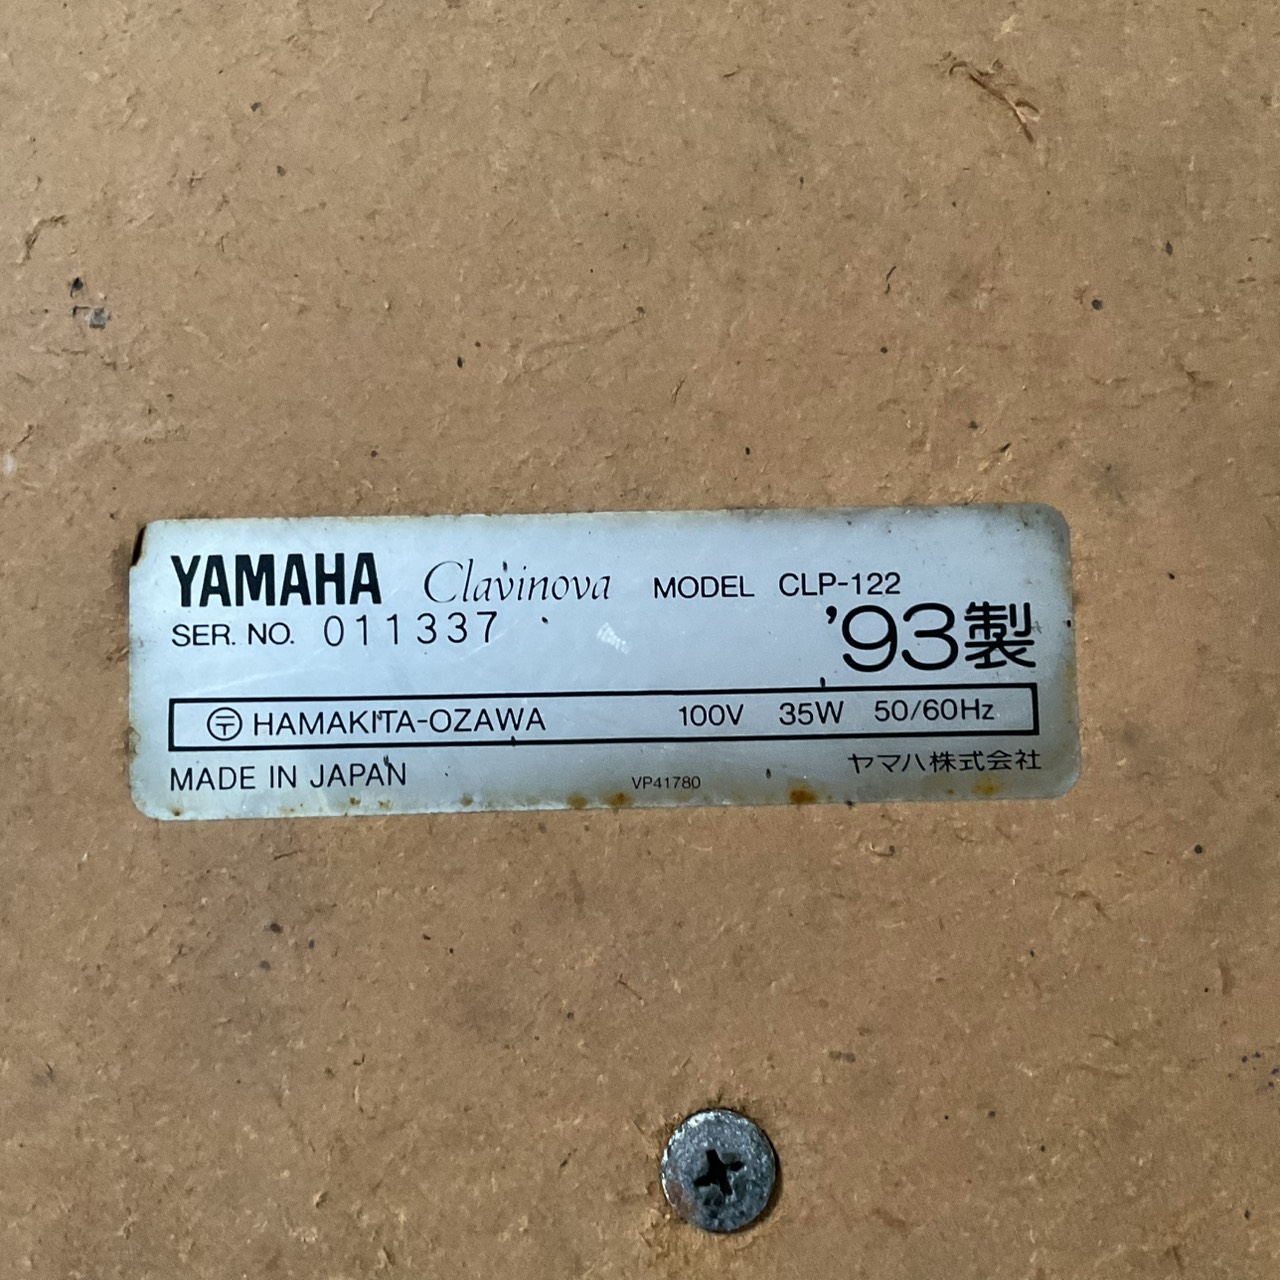 YAMAHA Clavinova MODEL CLP-122
SER. NO. 011337 '93製
〶 HAMAKITA-OZAWA 100V 35W 50/60Hz
MADE IN JAPAN VP41780 ヤマハ株式会社